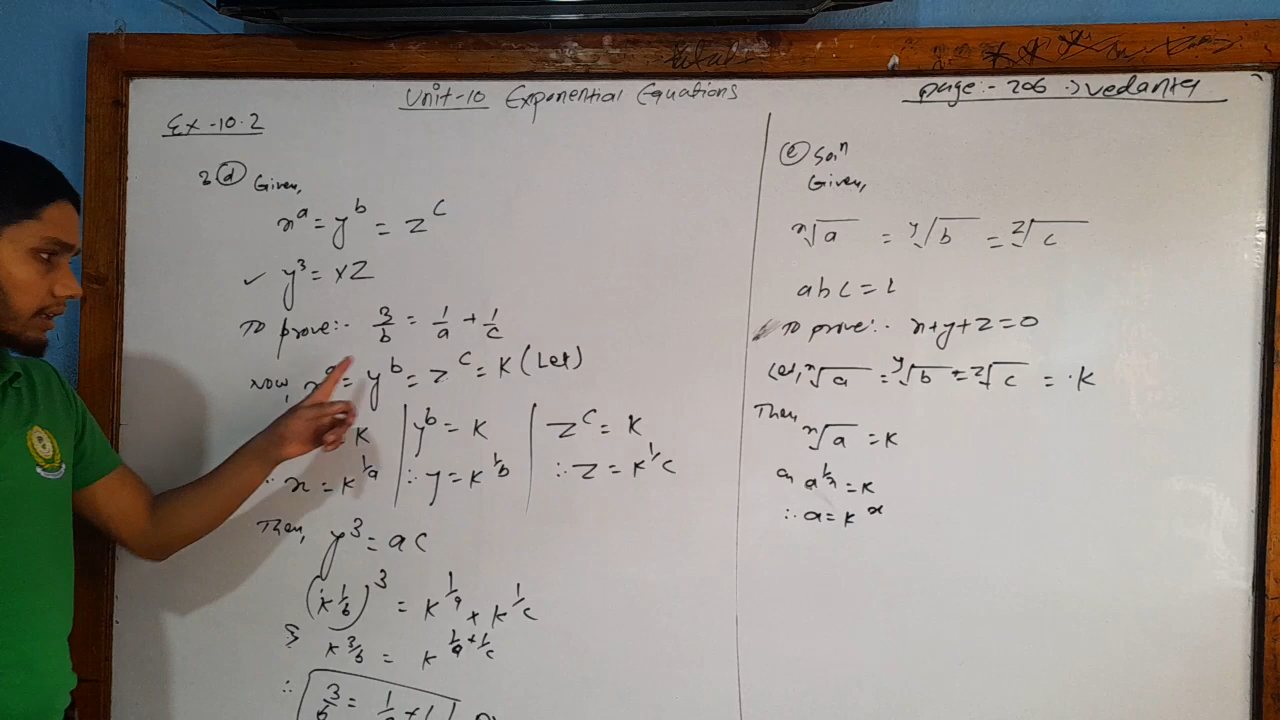 Unit-10 Exponential Equations
page:- 206 :)vedanta
Ex -10.2
3 (d) Given,
x^a = y^b = z^c
✓ y^3 = xz
To prove:- 3/b = 1/a + 1/c
Now, x^a = y^b = z^c = K (Let)
= K | y^b = K | z^c = K
∴ x = K^1/a | ∴ y = K^1/b | ∴ z = K^1/c
Then, y^3 = ac
(K^1/b)^3 = K^1/a × K^1/c
K^3/b = K^1/a+1/c
∴ 3/b = 1/a + 1
(e) Solⁿ
Given,
x√a = y√b = z√c
abc = 1
To prove:- x+y+z=0
Let, x√a = y√b = z√c = K
Then x√a = K
or, a^1/x = K
∴ a = K^x